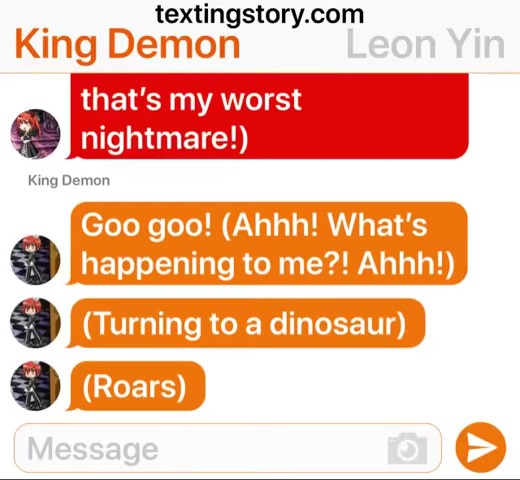 textingstory.com
King Demon
Leon Yin
that's my worst
nightmare!)
King Demon
Goo goo! (Ahhh! What's
happening to me?! Ahhh!)
(Turning to a dinosaur)
(Roars)
Message